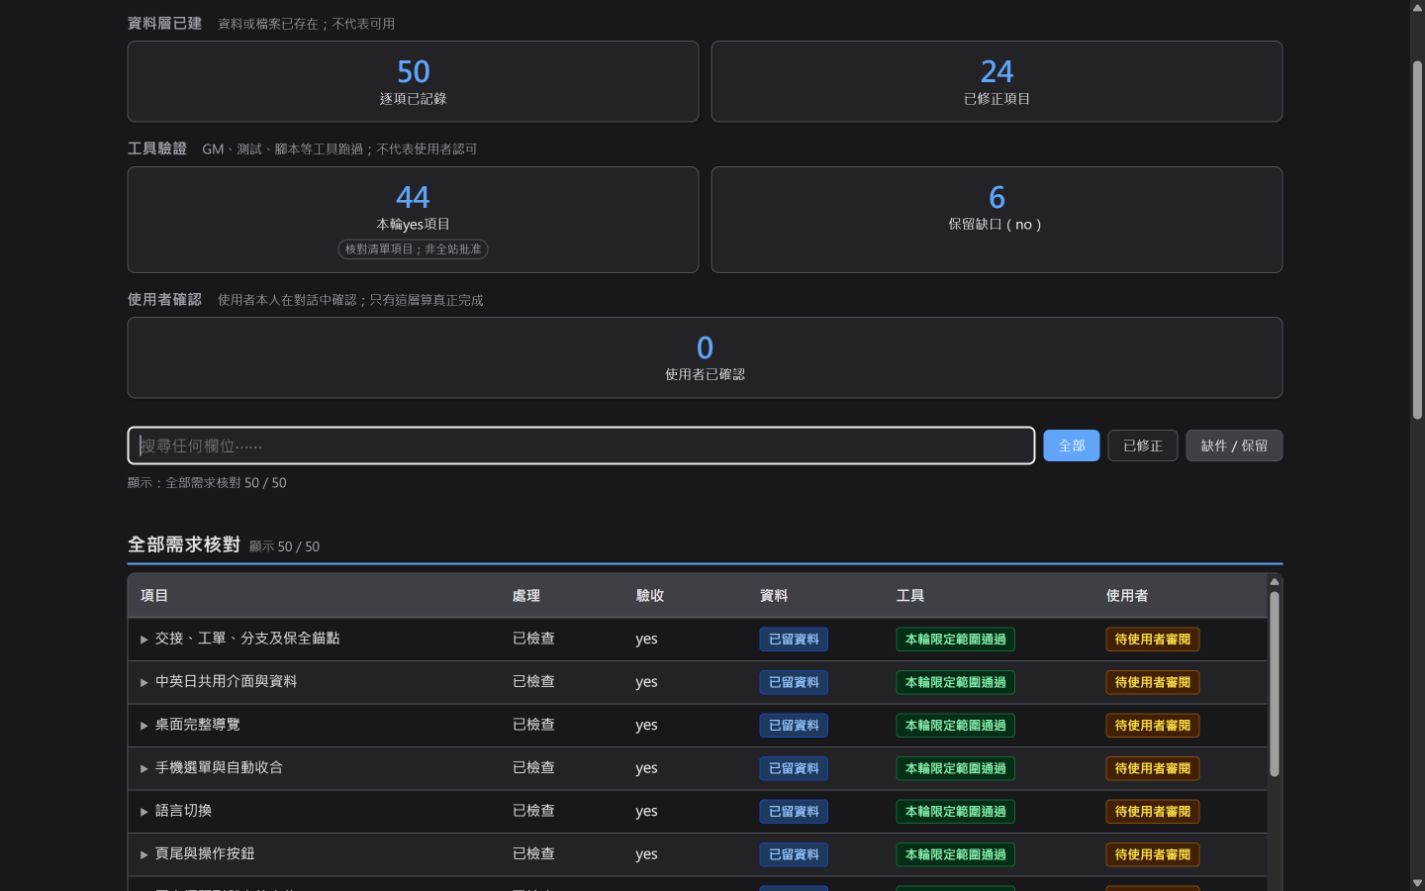 資料層已建 資料或檔案已存在；不代表可用
50 24
逐項已記錄 已修正項目
工具驗證 GM、測試、腳本等工具跑過；不代表使用者認可
44 6
本輪yes項目 保留缺口（no）
核對清單項目；非全站批准
使用者確認 使用者本人在對話中確認；只有這層算真正完成
0
使用者已確認
搜尋任何欄位⋯⋯ 全部 已修正 缺件 / 保留
顯示：全部需求核對 50 / 50
全部需求核對 顯示 50 / 50
項目 處理 驗收 資料 工具 使用者
▶ 交接、工單、分支及保全錨點 已檢查 yes 已留資料 本輪限定範圍通過 待使用者審閱
▶ 中英日共用介面與資料 已檢查 yes 已留資料 本輪限定範圍通過 待使用者審閱
▶ 桌面完整導覽 已檢查 yes 已留資料 本輪限定範圍通過 待使用者審閱
▶ 手機選單與自動收合 已檢查 yes 已留資料 本輪限定範圍通過 待使用者審閱
▶ 語言切換 已檢查 yes 已留資料 本輪限定範圍通過 待使用者審閱
▶ 頁尾與操作按鈕 已檢查 yes 已留資料 本輪限定範圍通過 待使用者審閱